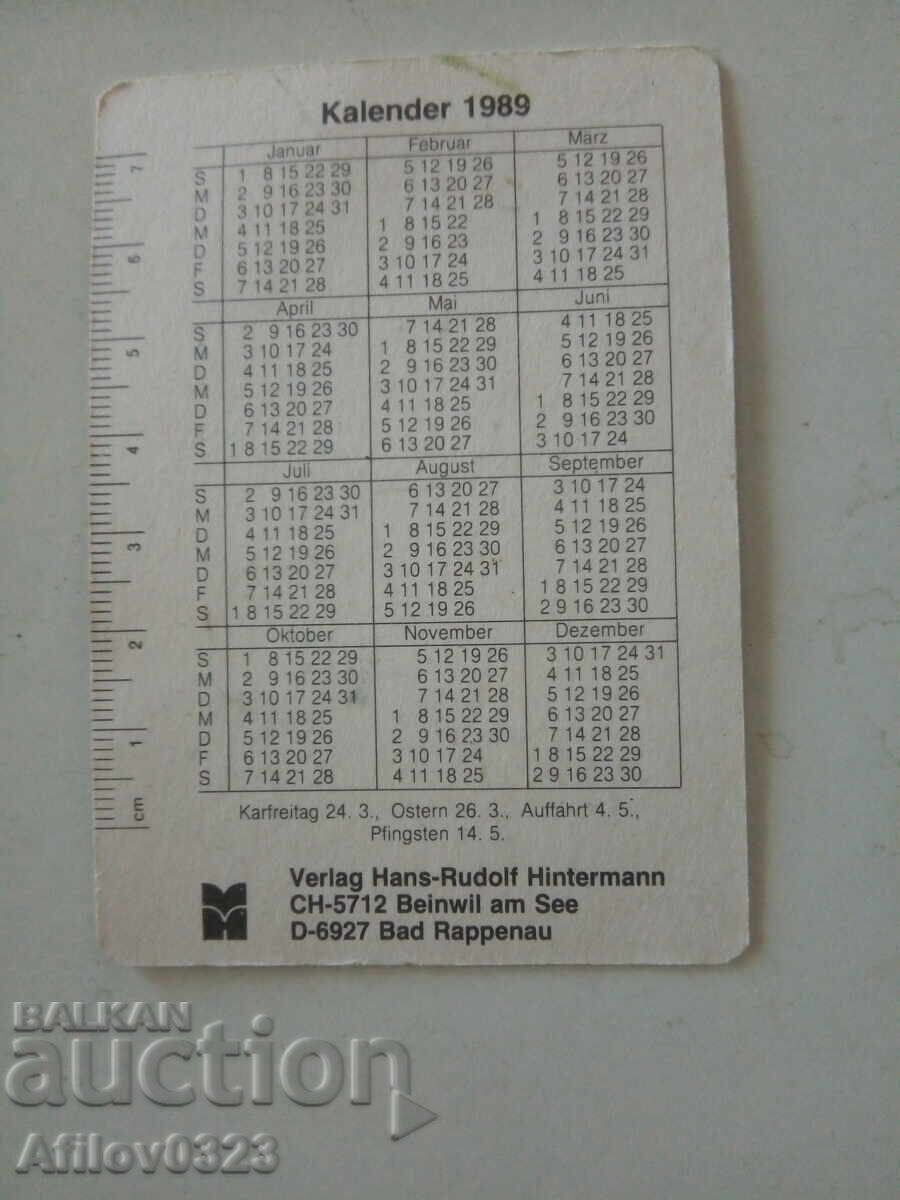 Kalender 1989
Januar Februar März
S 1 8 15 22 29 5 12 19 26 5 12 19 26
M 2 9 16 23 30 6 13 20 27 6 13 20 27
D 3 10 17 24 31 7 14 21 28 7 14 21 28
M 4 11 18 25 1 8 15 22 1 8 15 22 29
D 5 12 19 26 2 9 16 23 2 9 16 23 30
F 6 13 20 27 3 10 17 24 3 10 17 24 31
S 7 14 21 28 4 11 18 25 4 11 18 25
April Mai Juni
S 2 9 16 23 30 7 14 21 28 4 11 18 25
M 3 10 17 24 1 8 15 22 29 5 12 19 26
D 4 11 18 25 2 9 16 23 30 6 13 20 27
M 5 12 19 26 3 10 17 24 31 7 14 21 28
D 6 13 20 27 4 11 18 25 1 8 15 22 29
F 7 14 21 28 5 12 19 26 2 9 16 23 30
S 1 8 15 22 29 6 13 20 27 3 10 17 24
Juli August September
S 2 9 16 23 30 6 13 20 27 3 10 17 24
M 3 10 17 24 31 7 14 21 28 4 11 18 25
D 4 11 18 25 1 8 15 22 29 5 12 19 26
M 5 12 19 26 2 9 16 23 30 6 13 20 27
D 6 13 20 27 3 10 17 24 31 7 14 21 28
F 7 14 21 28 4 11 18 25 1 8 15 22 29
S 1 8 15 22 29 5 12 19 26 2 9 16 23 30
Oktober November Dezember
S 1 8 15 22 29 5 12 19 26 3 10 17 24 31
M 2 9 16 23 30 6 13 20 27 4 11 18 25
D 3 10 17 24 31 7 14 21 28 5 12 19 26
M 4 11 18 25 1 8 15 22 29 6 13 20 27
D 5 12 19 26 2 9 16 23 30 7 14 21 28
F 6 13 20 27 3 10 17 24 1 8 15 22 29
S 7 14 21 28 4 11 18 25 2 9 16 23 30
Karfreitag 24. 3., Ostern 26. 3., Auffahrt 4. 5.,
Pfingsten 14. 5.
Verlag Hans-Rudolf Hintermann
CH-5712 Beinwil am See
D-6927 Bad Rappenau
cm 1 2 3 4 5 6 7
BALKAN
auction
Afilov0323